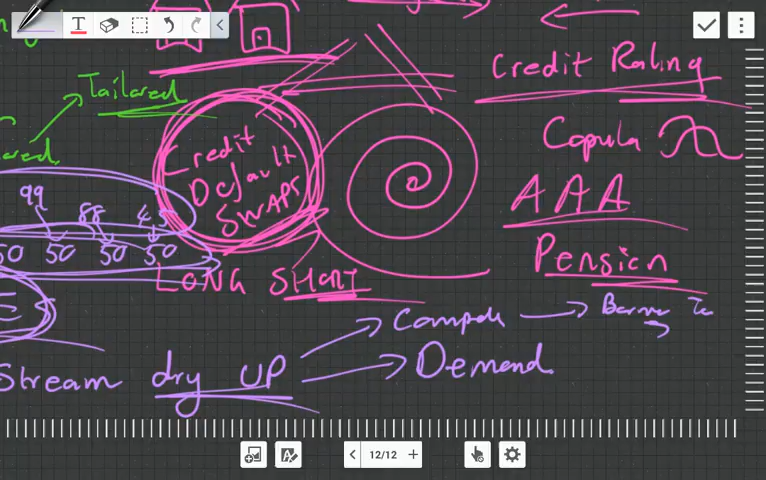 Credit Rating
Tailored
Copula
Credit
Default
SWAPS
AAA
99
88
50 50 50 50
Pension
LONG SHORT
Stream dry UP
Demand
12/12